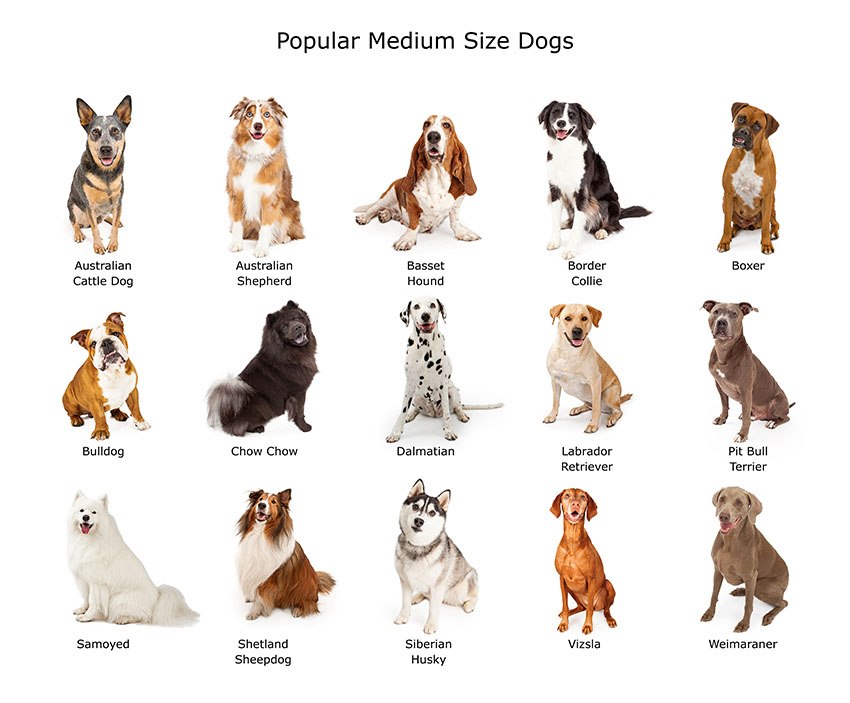 Popular Medium Size Dogs
Australian
Cattle Dog
Australian
Shepherd
Basset
Hound
Border
Collie
Boxer
Bulldog
Chow Chow
Dalmatian
Labrador
Retriever
Pit Bull
Terrier
Samoyed
Shetland
Sheepdog
Siberian
Husky
Vizsla
Weimaraner